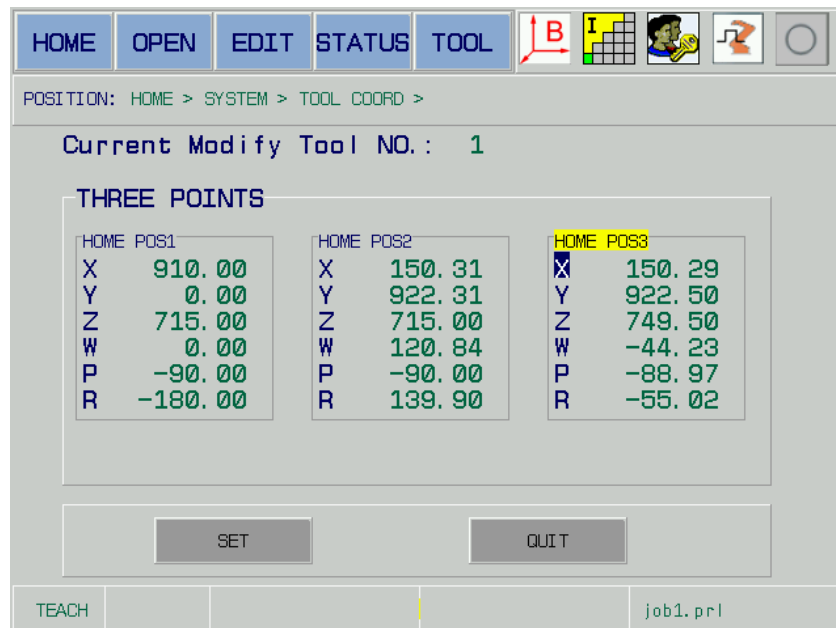 HOME OPEN EDIT STATUS TOOL B I
POSITION: HOME > SYSTEM > TOOL COORD >
Current Modify Tool NO.: 1
THREE POINTS
HOME POS1 HOME POS2 HOME POS3
X 910.00 X 150.31 X 150.29
Y 0.00 Y 922.31 Y 922.50
Z 715.00 Z 715.00 Z 749.50
W 0.00 W 120.84 W -44.23
P -90.00 P -90.00 P -88.97
R -180.00 R 139.90 R -55.02
SET QUIT
TEACH job1.prl